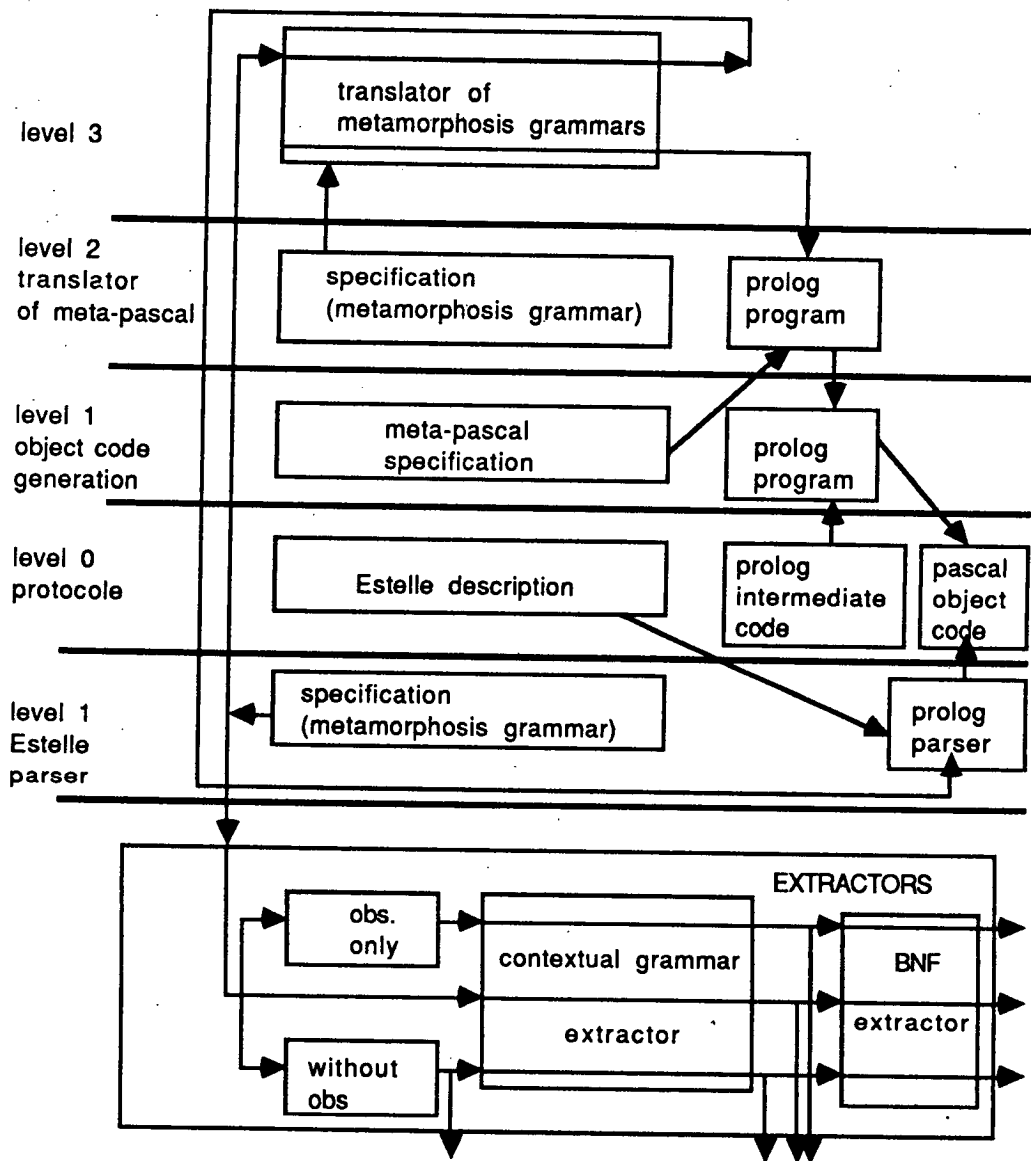 translator of
metamorphosis grammars
level 3
level 2
translator
of meta-pascal
specification
(metamorphosis grammar)
prolog
program
level 1
object code
generation
meta-pascal
specification
prolog
program
level 0
protocole
Estelle description
prolog
intermediate
code
pascal
object
code
level 1
Estelle
parser
specification
(metamorphosis grammar)
prolog
parser
EXTRACTORS
obs.
only
contextual grammar
extractor
BNF
extractor
without
obs